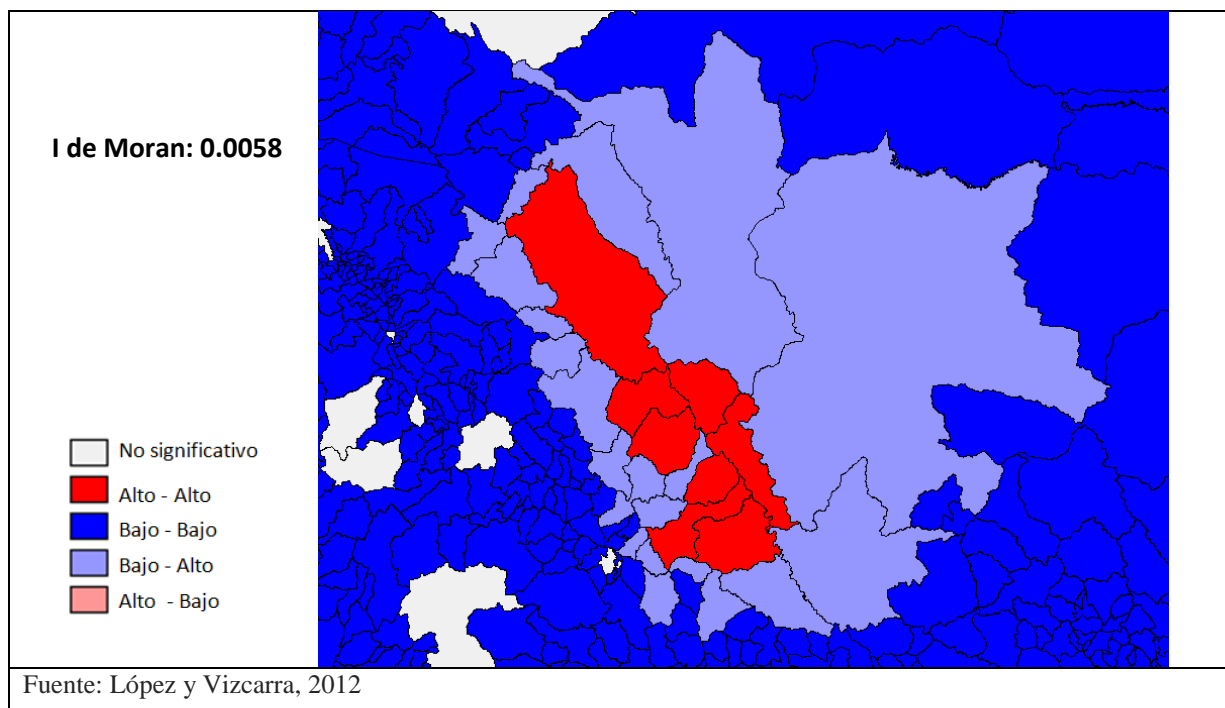 I de Moran: 0.0058
No significativo
Alto - Alto
Bajo - Bajo
Bajo - Alto
Alto - Bajo
Fuente: López y Vizcarra, 2012